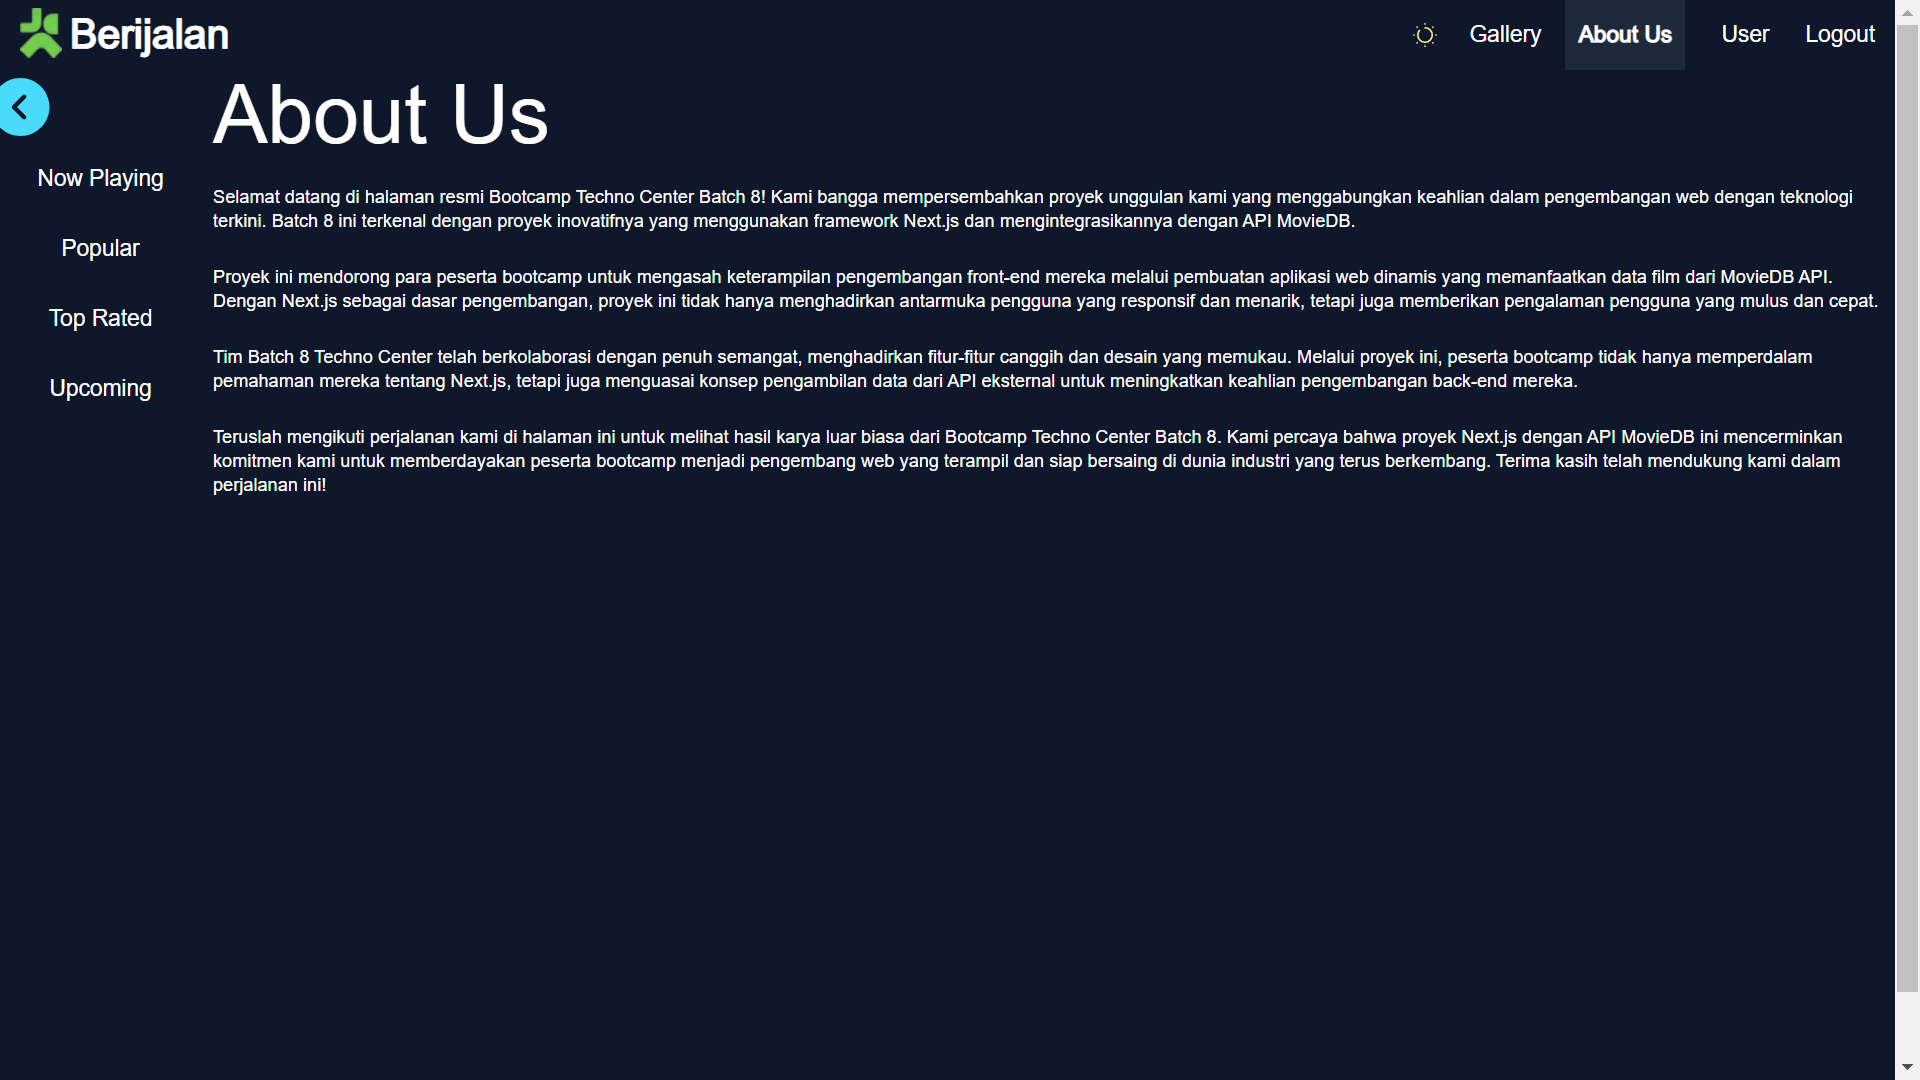 Berijalan
Gallery
About Us
User
Logout
Now Playing
Popular
Top Rated
Upcoming
About Us
Selamat datang di halaman resmi Bootcamp Techno Center Batch 8! Kami bangga mempersembahkan proyek unggulan kami yang menggabungkan keahlian dalam pengembangan web dengan teknologi
terkini. Batch 8 ini terkenal dengan proyek inovatifnya yang menggunakan framework Next.js dan mengintegrasikannya dengan API MovieDB.
Proyek ini mendorong para peserta bootcamp untuk mengasah keterampilan pengembangan front-end mereka melalui pembuatan aplikasi web dinamis yang memanfaatkan data film dari MovieDB API.
Dengan Next.js sebagai dasar pengembangan, proyek ini tidak hanya menghadirkan antarmuka pengguna yang responsif dan menarik, tetapi juga memberikan pengalaman pengguna yang mulus dan cepat.
Tim Batch 8 Techno Center telah berkolaborasi dengan penuh semangat, menghadirkan fitur-fitur canggih dan desain yang memukau. Melalui proyek ini, peserta bootcamp tidak hanya memperdalam
pemahaman mereka tentang Next.js, tetapi juga menguasai konsep pengambilan data dari API eksternal untuk meningkatkan keahlian pengembangan back-end mereka.
Teruslah mengikuti perjalanan kami di halaman ini untuk melihat hasil karya luar biasa dari Bootcamp Techno Center Batch 8. Kami percaya bahwa proyek Next.js dengan API MovieDB ini mencerminkan
komitmen kami untuk memberdayakan peserta bootcamp menjadi pengembang web yang terampil dan siap bersaing di dunia industri yang terus berkembang. Terima kasih telah mendukung kami dalam
perjalanan ini!